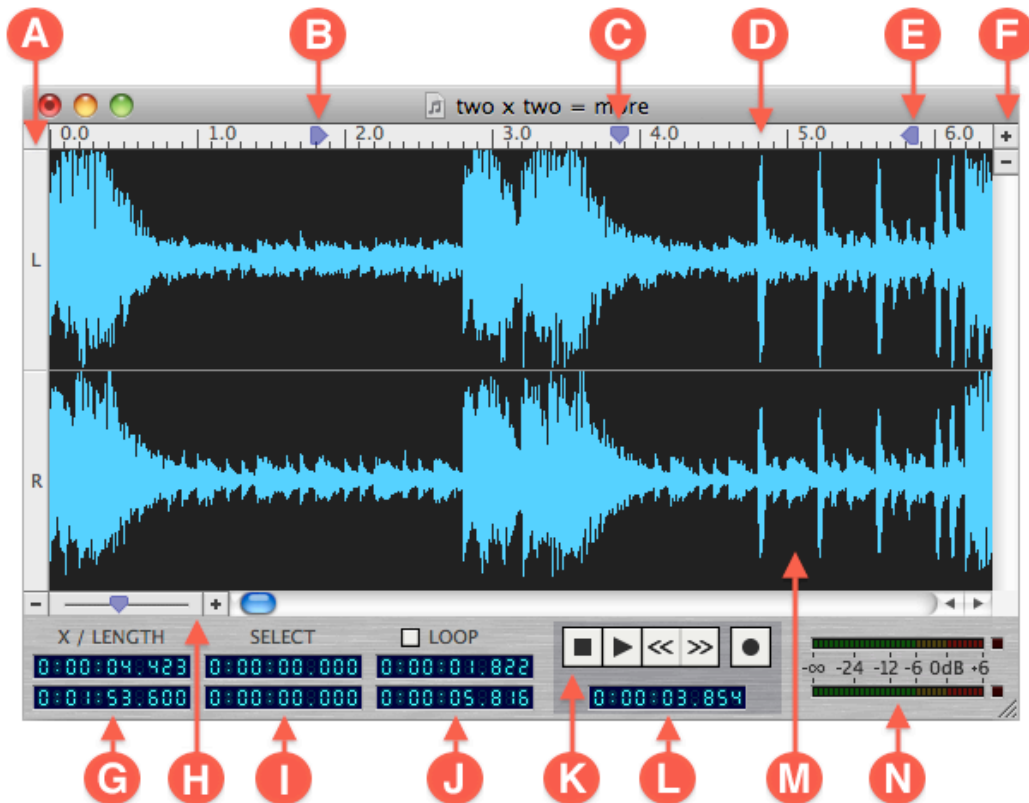 A B C D E F
two x two = more
0.0 1.0 2.0 3.0 4.0 5.0 6.0
+
-
L
R
- + 
X / LENGTH SELECT LOOP
-∞ -24 -12 -6 0dB +6
0:00:04.423 0:00:00.000 0:00:01.822
0:01:53.600 0:00:00.000 0:00:05.816 0:00:03.854
G H I J K L M N